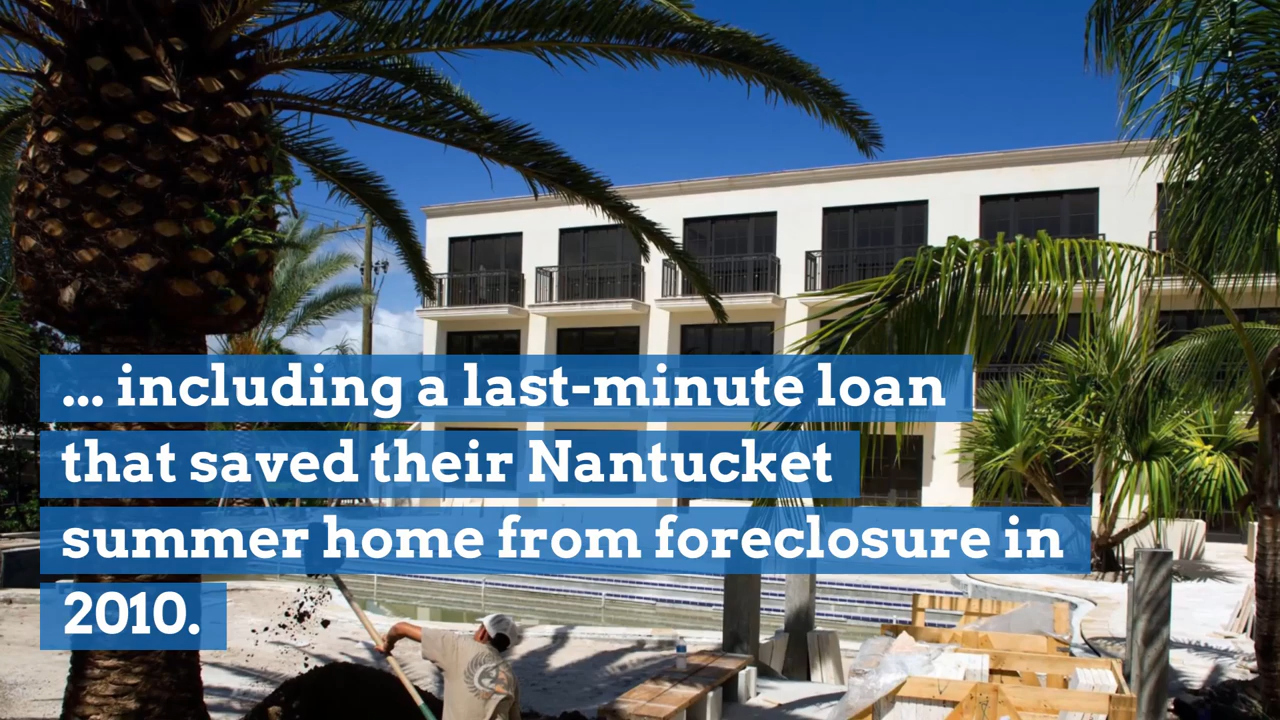 ... including a last-minute loan
that saved their Nantucket
summer home from foreclosure in
2010.